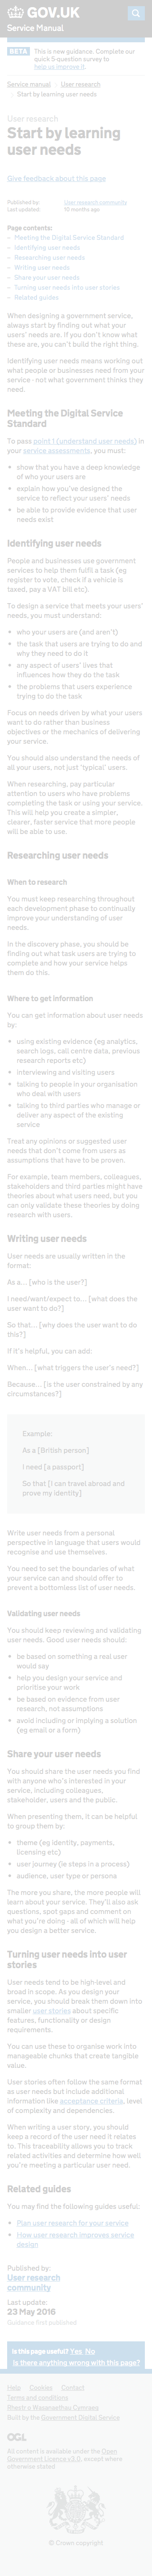 GOV.UK
Service Manual
BETA This is new guidance. Complete our
quick 5-question survey to
help us improve it.
Service manual
User research
Start by learning user needs
User research
Start by learning
user needs
Give feedback about this page
Published by: User research community
Last updated: 10 months ago
Page contents:
– Meeting the Digital Service Standard
– Identifying user needs
– Researching user needs
– Writing user needs
– Share your user needs
– Turning user needs into user stories
– Related guides
When designing a government service,
always start by learning about your
users' needs. If you don't know what
these are, you can't build the right thing.
Identifying user needs means working out
what people or businesses need from your
service - not what government thinks they
need.
Meeting the Digital Service
Standard
To pass point 1 (understand user needs) in
your service assessments, you must:
• show that you have a deep knowledge
of who your users are
• explain how you've designed the
service to reflect your users' needs
• be able to provide evidence that user
needs exist
Identifying user needs
People and businesses use government
services to help them fulfil a task (eg
register to vote, check if a vehicle is
taxed, pay a VAT bill etc).
To design a service that meets your users'
needs, you must understand:
• who your users are (and aren't)
• the task that users are trying to do and
why they need to do it
• any aspect of users' lives that
influences how they do the task
• the problems that users experience
trying to do the task
Focus on needs driven by what your users
want to do rather than business
objectives or the mechanics of delivering
your service.
You should also understand the needs of
all your users, not just 'typical' users.
When researching, pay particular
attention to users who have problems
completing the task or using your service.
This will help you create a simpler,
clearer, faster service that more people
will be able to use.
Researching user needs
When to research
You must keep researching throughout
each development phase to continually
improve your understanding of user
needs.
In the discovery phase, you should find
out what task users are trying to
complete and how your service helps
them do this.
Where to get information
You can get information about user needs
by:
• using existing evidence (eg analytics,
search logs, call centre data, previous
research reports etc)
• interviewing and visiting users
• talking to people in your organisation
who deal with users
• talking to third parties who manage or
deliver any aspect of the existing
service
Treat any opinions or suggested user
needs that don't come from users as
assumptions that have to be proven.
For example, team members, colleagues,
stakeholders and third parties might have
theories about what users need, but you
can only validate these theories by doing
research with users.
Writing user needs
User needs are usually written in the
format:
As a... [who is the user?]
I need/want/expect to... [what does the
user want to do?]
So that... [why does the user want to do
this?]
If it's helpful, you can add:
When... [what triggers the user's need?]
Because... [is the user constrained by any
circumstances?]
Example:
As a [British person]
I need [a passport]
So that [I can travel abroad and
prove my identity]
Write user needs from a personal
perspective in language that users would
recognise and use themselves.
You need to set the boundaries of what
your service can and should offer to
prevent a bottomless list of user needs.
Validating user needs
You should keep reviewing and validating
user needs. Good user needs should:
• be based on something a real user
would say
• help you design your service and
prioritise your work
• be based on evidence from user
research, not assumptions
• avoid including or implying a solution
(eg email or a form)
Share your user needs
You should share the user needs you find
with anyone who's interested in your
service, including colleagues,
stakeholder, users and the public.
When presenting them, it can be helpful
to group them by:
• theme (eg identity, payments,
licensing etc)
• user journey (ie steps in a process)
• audience, user type or persona
The more you share, the more people will
learn about your service. They'll also ask
questions, spot gaps and comment on
what you're doing - all of which will help
you design a better service.
Turning user needs into user
stories
User needs tend to be high-level and
broad in scope. As you design your
service, you should break them down into
smaller user stories about specific
features, functionality or design
requirements.
You can use these to organise work into
manageable chunks that create tangible
value.
User stories often follow the same format
as user needs but include additional
information like acceptance criteria, level
of complexity and dependencies.
When writing a user story, you must
keep a record of the user need it relates
to. This traceability allows you to track
related activities, and determine how well
you're meeting a particular user need.
Related guides
You may find the following guides useful:
• Plan user research for your service
• How user research improves service
design
Published by:
User research
community
Last update:
23 May 2016
Guidance first published
Is this page useful? Yes No
Is there anything wrong with this page?
Help Cookies Contact
Terms and conditions
Rhestr o Wasanaethau Cymraeg
Built by the Government Digital Service
OGL
All content is available under the Open
Government Licence v3.0, except where
otherwise stated
© Crown copyright